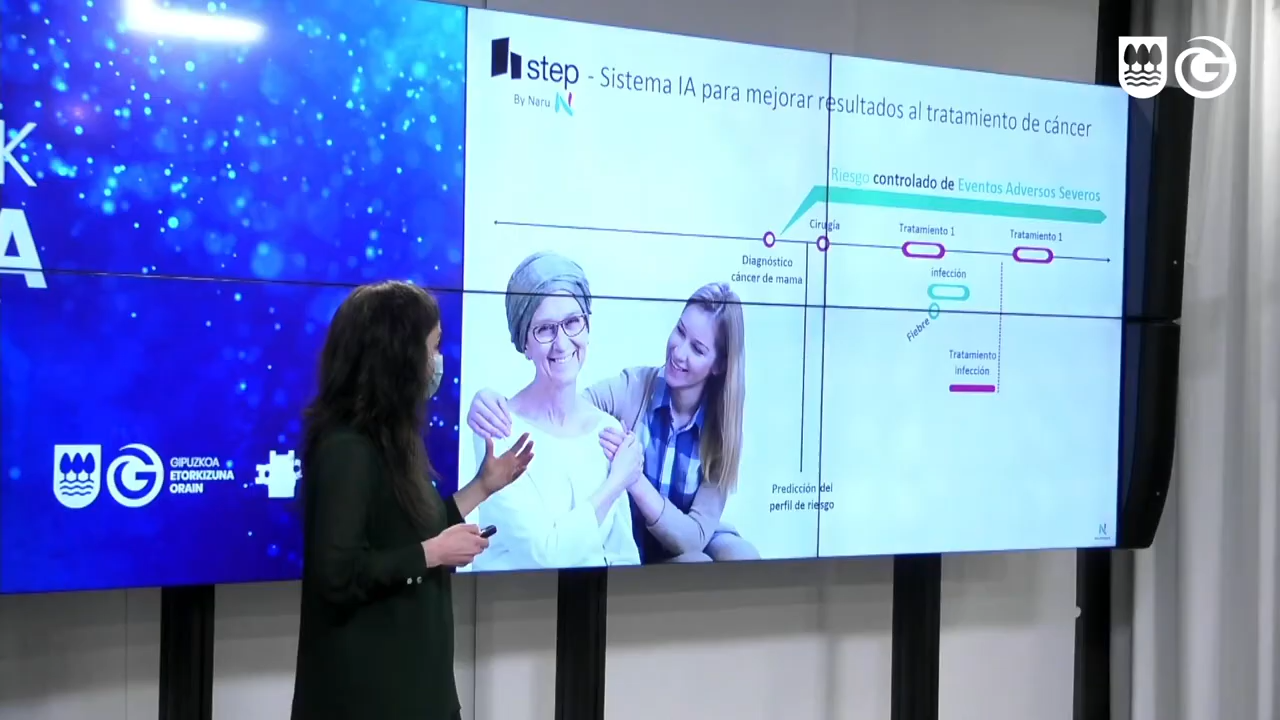 K
A
GIPUZKOA
ETORKIZUNA
ORAIN
step - Sistema IA para mejorar resultados al tratamiento de cáncer
By Naru N
Riesgo controlado de Eventos Adversos Severos
Cirugía
Tratamiento 1
Tratamiento 1
Diagnóstico
cáncer de mama
infección
Fiebre
Tratamiento
infección
Predicción del
perfil de riesgo
G
G